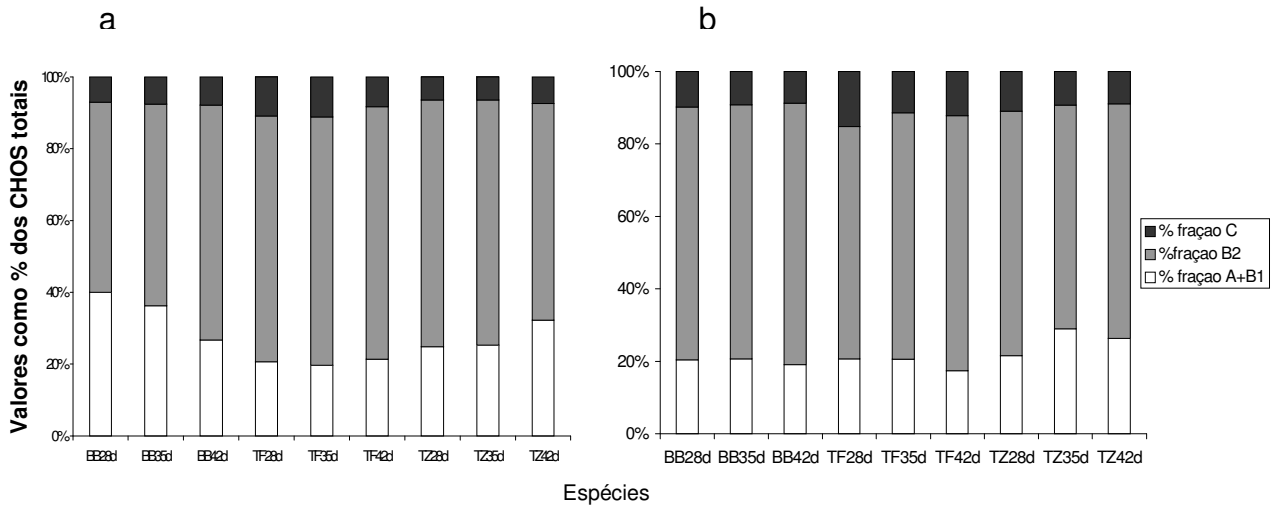 a
b
Valores como % dos CHOS totais
100%
80%
60%
40%
20%
0%
BB28d BB35d BB42d TF28d TF35d TF42d TZ28d TZ35d TZ42d
100%
80%
60%
40%
20%
0%
BB28d BB35d BB42d TF28d TF35d TF42d TZ28d TZ35d TZ42d
% fraçao C
%fraçao B2
% fraçao A+B1
Espécies